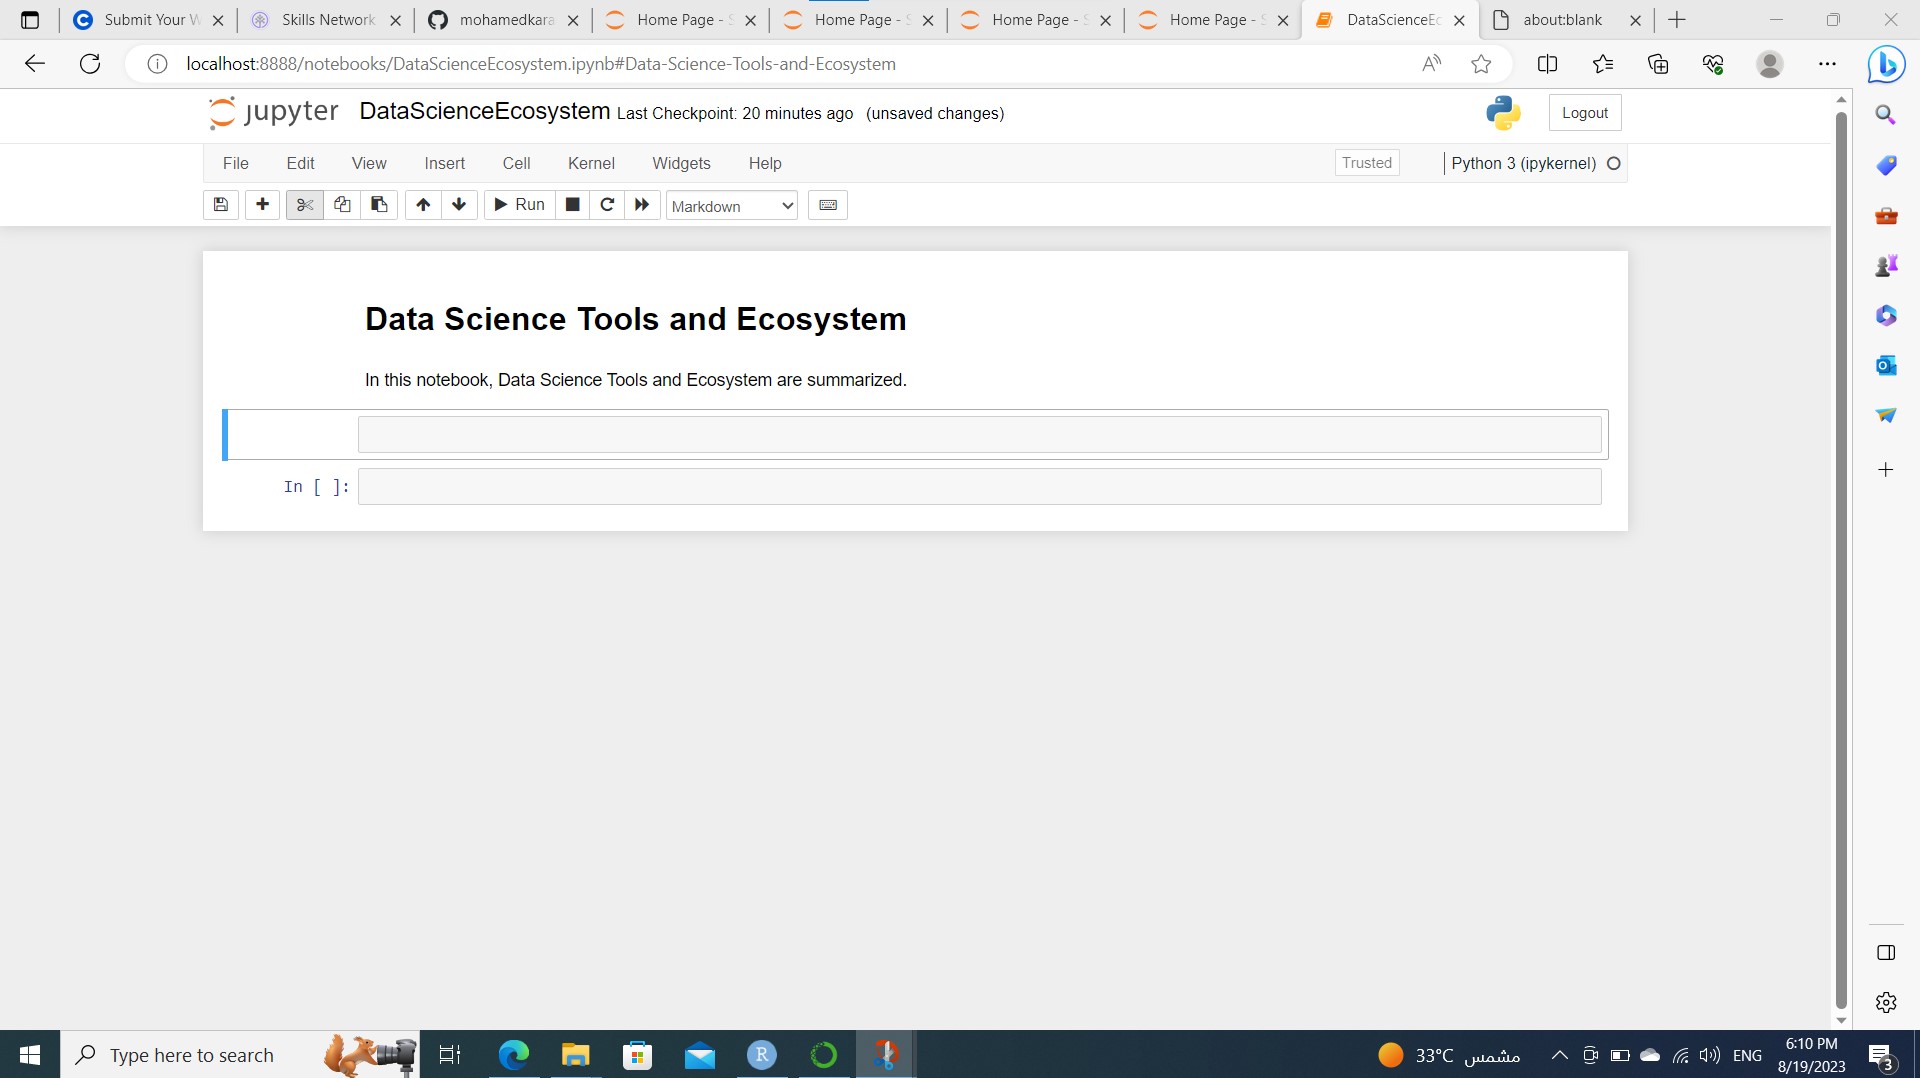 Submit Your W
Skills Network
mohamedkara
Home Page - S
Home Page - S
Home Page - S
Home Page - S
DataScienceEc
about:blank
localhost:8888/notebooks/DataScienceEcosystem.ipynb#Data-Science-Tools-and-Ecosystem
jupyter DataScienceEcosystem Last Checkpoint: 20 minutes ago (unsaved changes)
Logout
File Edit View Insert Cell Kernel Widgets Help
Trusted
Python 3 (ipykernel)
Run
Markdown
Data Science Tools and Ecosystem
In this notebook, Data Science Tools and Ecosystem are summarized.
In [ ]:
Type here to search
33°C مشمس
ENG
6:10 PM
8/19/2023
3